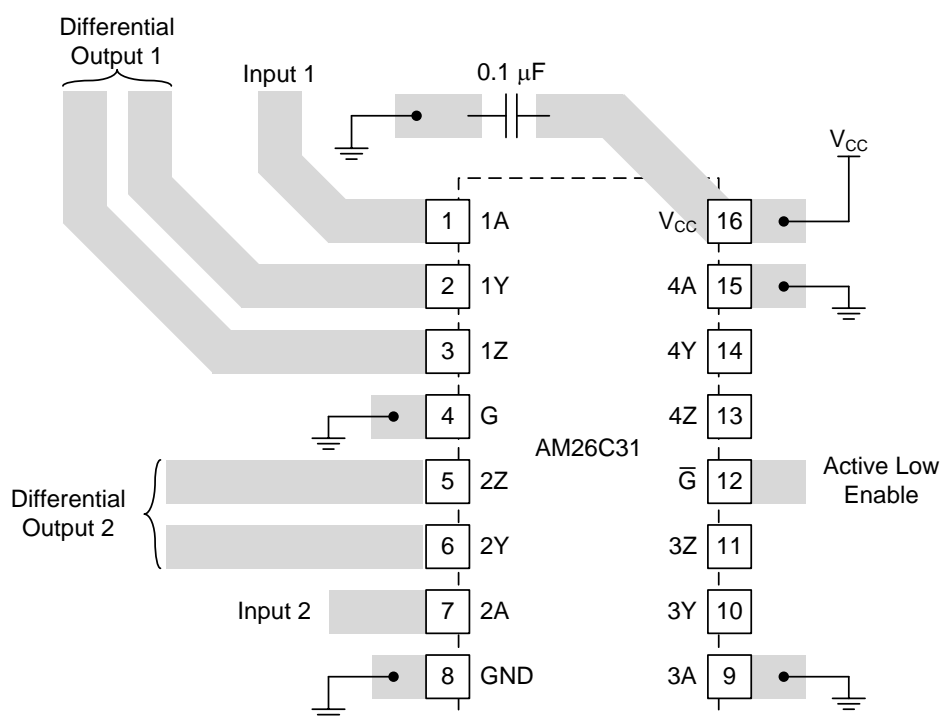 Differential
Output 1
Input 1
0.1 μF
V_CC
1 1A
V_CC 16
2 1Y
4A 15
3 1Z
4Y 14
4 G
4Z 13
AM26C31
5 2Z
G̅ 12
Active Low
Enable
Differential
Output 2
6 2Y
3Z 11
Input 2
7 2A
3Y 10
8 GND
3A 9